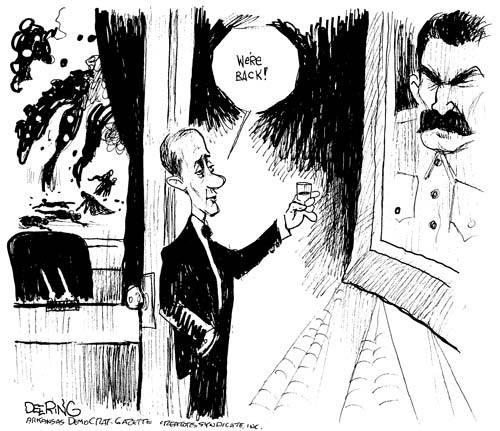 WE'RE
BACK!
DEERING
ARKANSAS DEMOCRAT-GAZETTE CREATORS SYNDICATE, INC.